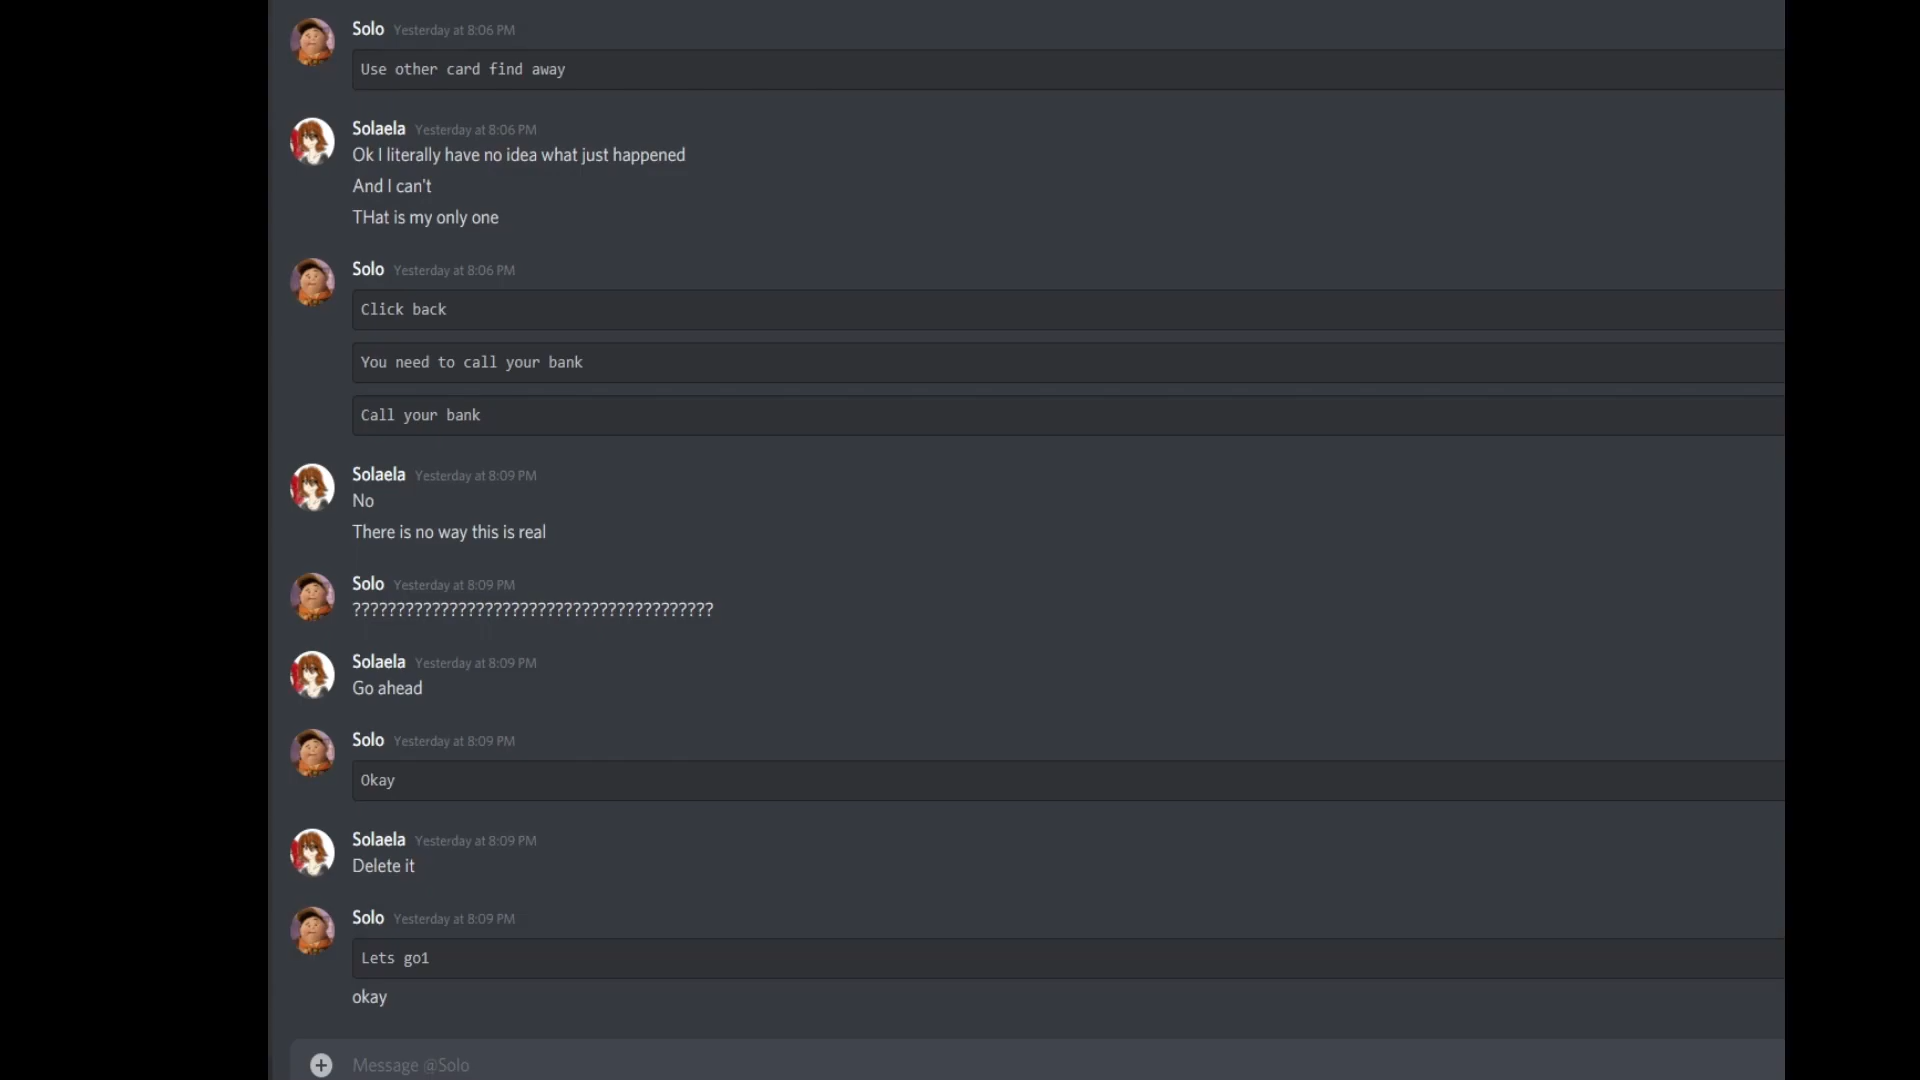 Solo Yesterday at 8:06 PM
Use other card find away
Solaela Yesterday at 8:06 PM
Ok I literally have no idea what just happened
And I can't
THat is my only one
Solo Yesterday at 8:06 PM
Click back
You need to call your bank
Call your bank
Solaela Yesterday at 8:09 PM
No
There is no way this is real
Solo Yesterday at 8:09 PM
?????????????????????????????????????????
Solaela Yesterday at 8:09 PM
Go ahead
Solo Yesterday at 8:09 PM
Okay
Solaela Yesterday at 8:09 PM
Delete it
Solo Yesterday at 8:09 PM
Lets go1
okay
Message @Solo